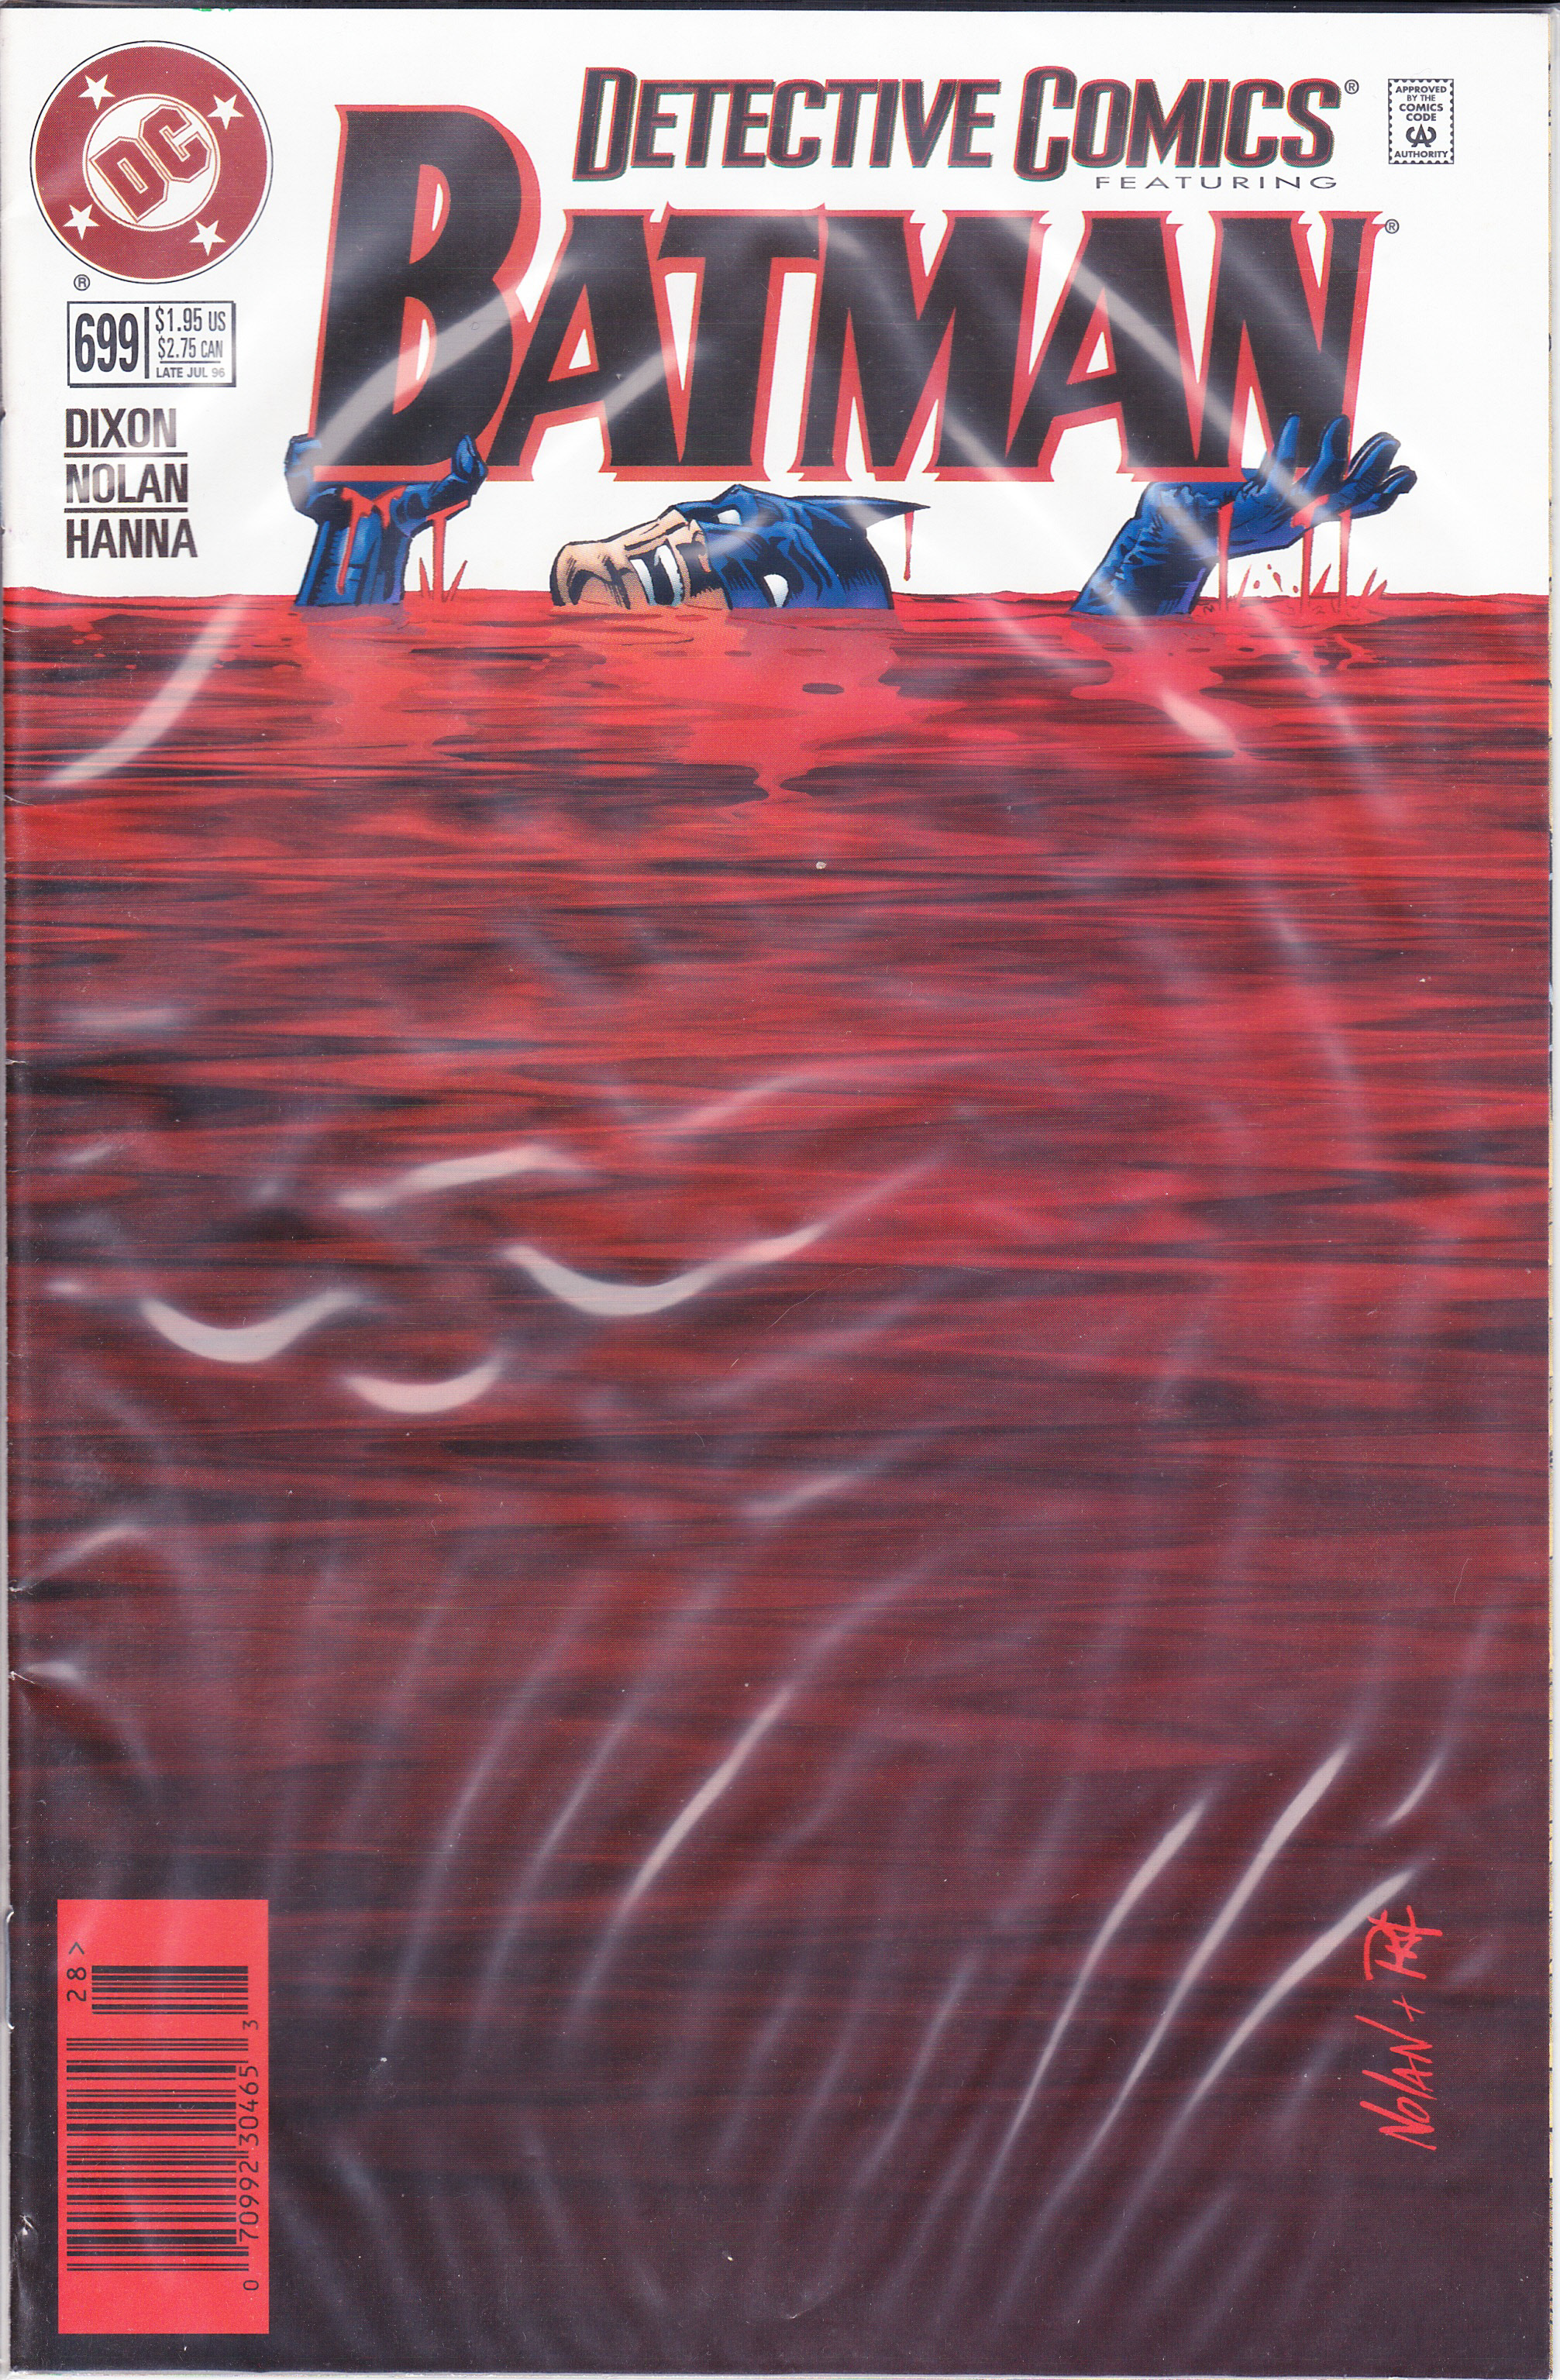 DC
®
DETECTIVE COMICS®
FEATURING
BATMAN®
APPROVED
BY THE
COMICS
CODE
CA
AUTHORITY
699
$1.95 US
$2.75 CAN
LATE JUL 96
DIXON
NOLAN
HANNA
28 >
0 70992 30465 3
NOLAN +